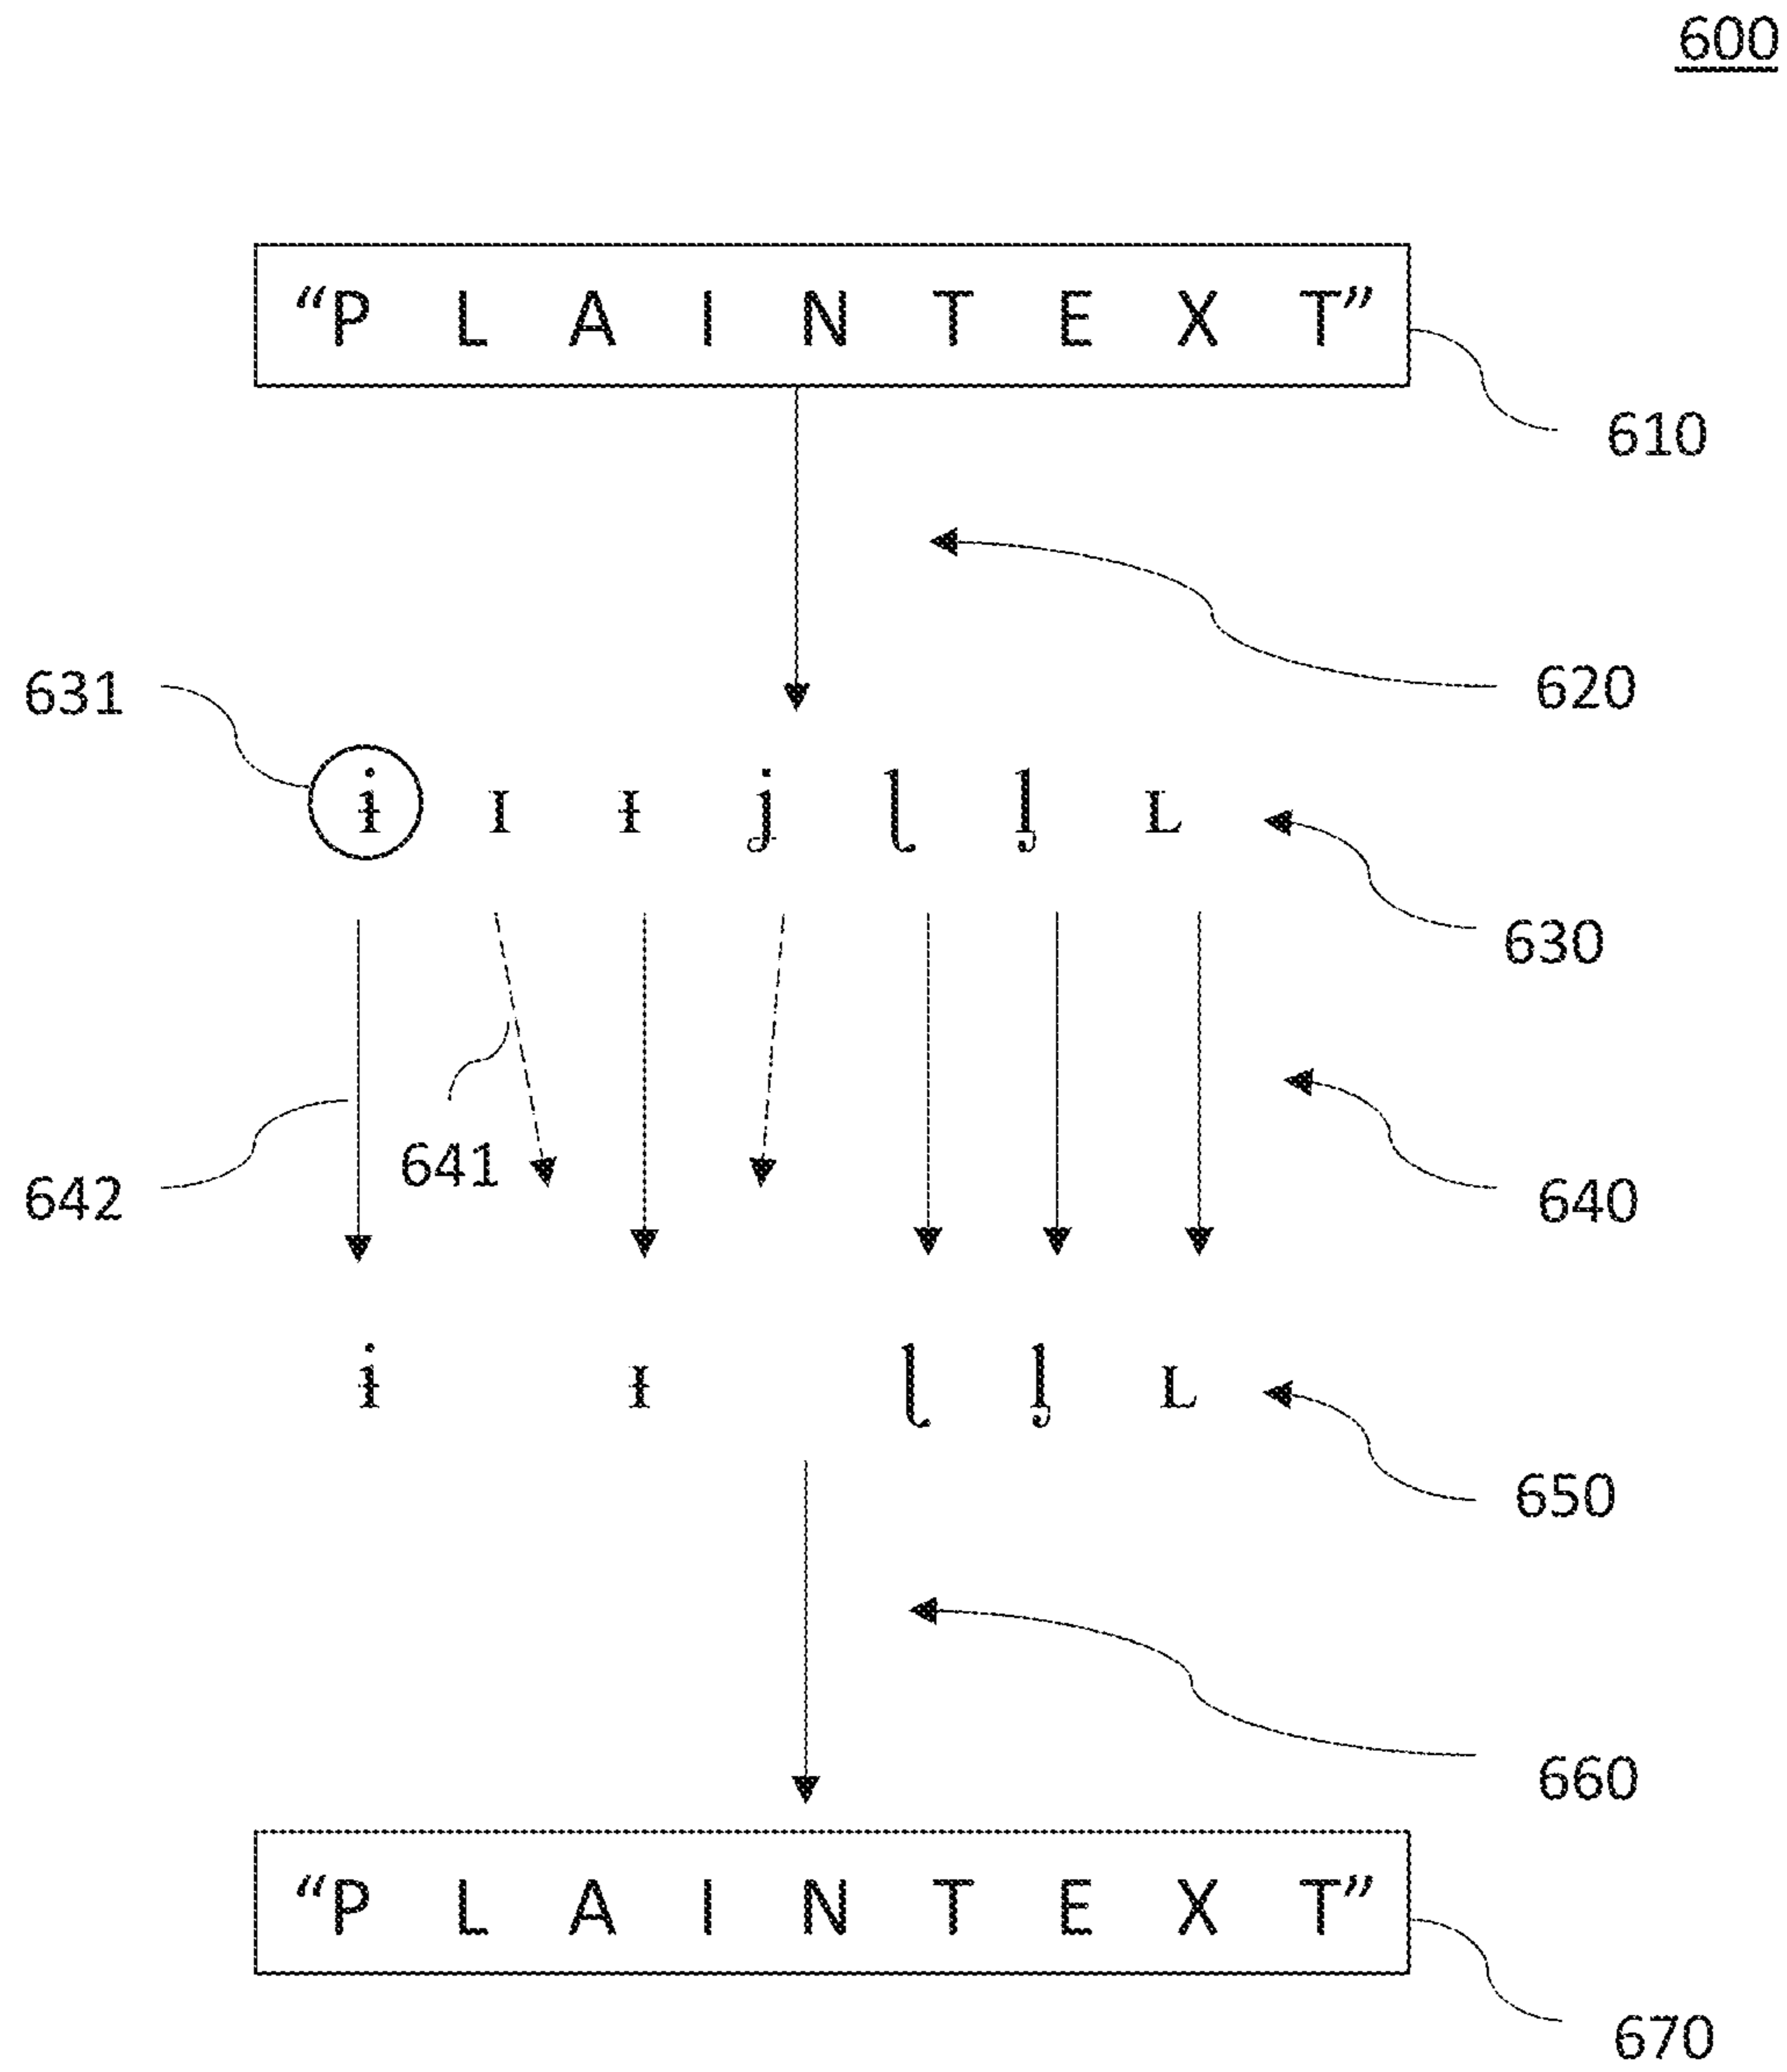 600
“P L A I N T E X T”
610
620
631
ɨ ɪ ᵻ ʝ ɭ ᶅ ʟ
630
641
642
640
ɨ ᵻ ɭ ᶅ ʟ
650
660
“P L A I N T E X T”
670